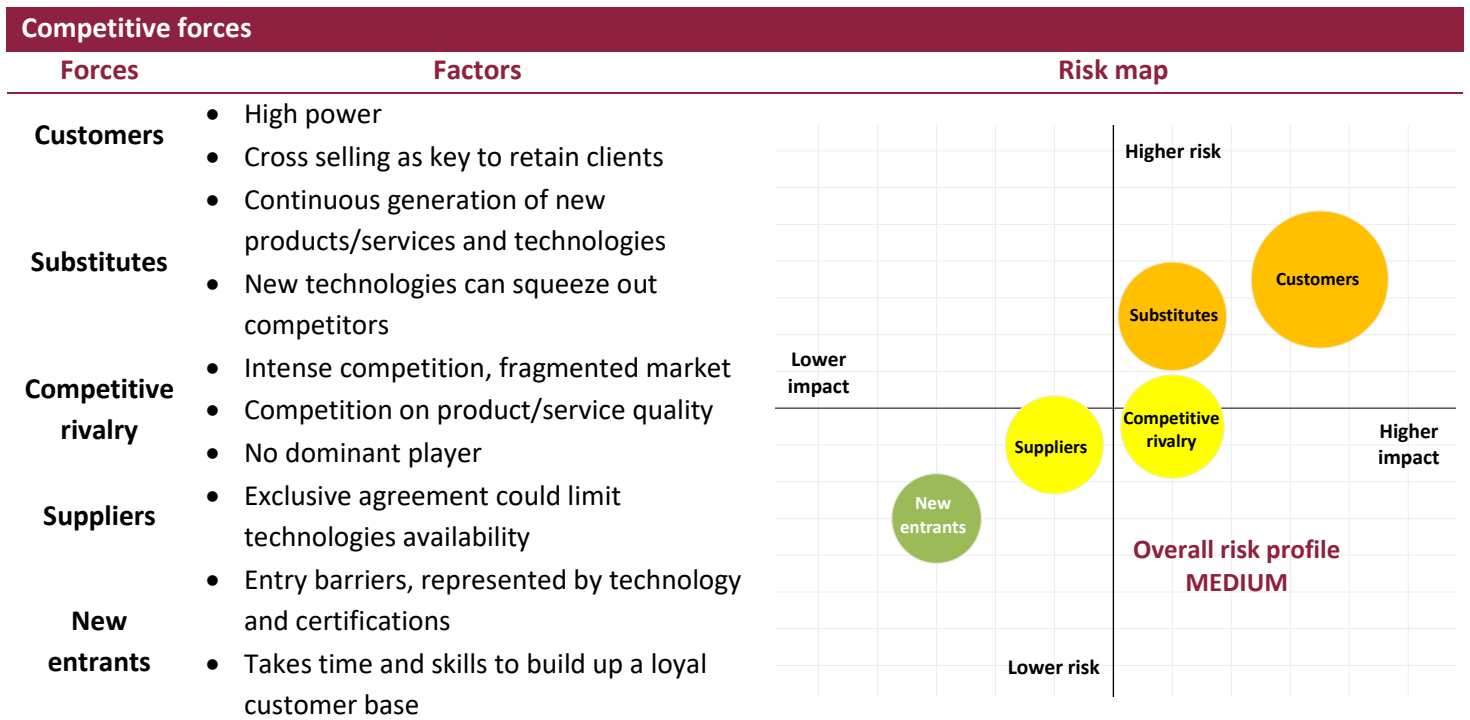 Competitive forces
Forces
Factors
Risk map
Customers
• High power
• Cross selling as key to retain clients
Substitutes
• Continuous generation of new
products/services and technologies
• New technologies can squeeze out
competitors
Competitive
rivalry
• Intense competition, fragmented market
• Competition on product/service quality
• No dominant player
Suppliers
• Exclusive agreement could limit
technologies availability
New
entrants
• Entry barriers, represented by technology
and certifications
• Takes time and skills to build up a loyal
customer base
Higher risk
Customers
Substitutes
Lower
impact
Competitive
rivalry
Suppliers
Higher
impact
New
entrants
Overall risk profile
MEDIUM
Lower risk